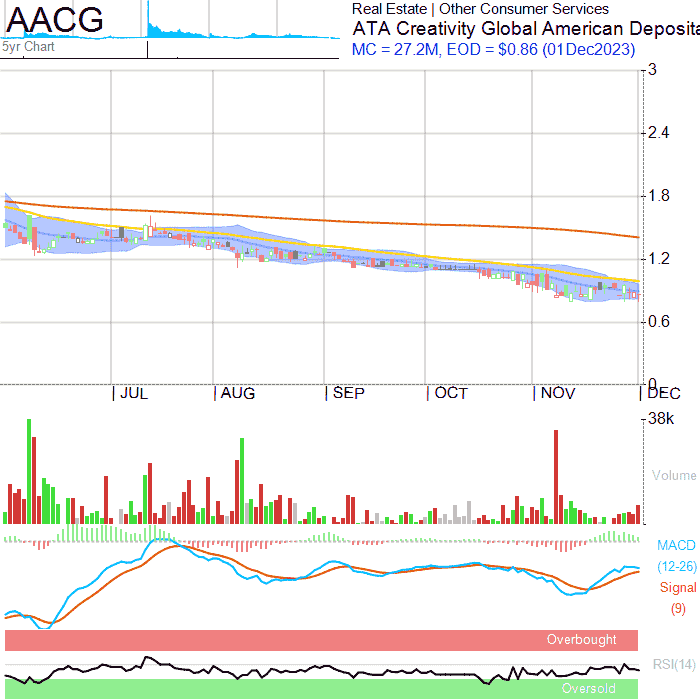 AACG
5yr Chart
Real Estate | Other Consumer Services
ATA Creativity Global American Deposita
MC = 27.2M, EOD = $0.86 (01Dec2023)
3
2.4
1.8
1.2
0.6
0
JUL AUG SEP OCT NOV DEC
38k
Volume
MACD
(12-26)
Signal
(9)
Overbought
RSI(14)
Oversold